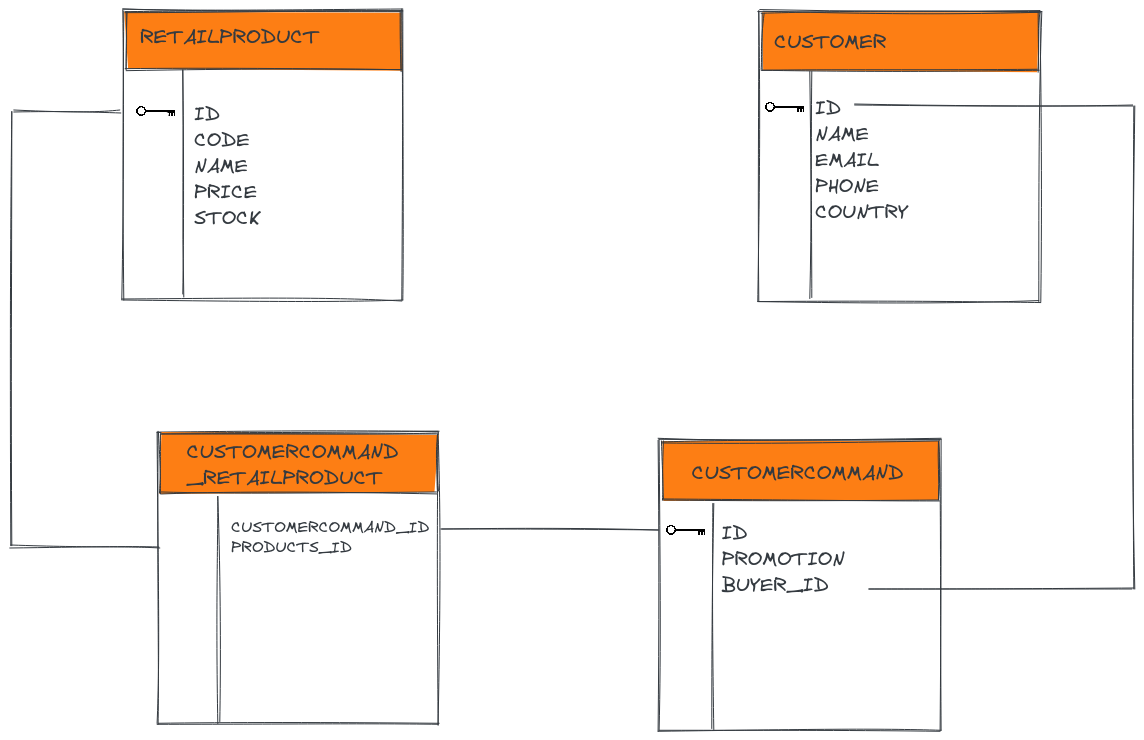 RETAILPRODUCT
ID
CODE
NAME
PRICE
STOCK
CUSTOMER
ID
NAME
EMAIL
PHONE
COUNTRY
CUSTOMERCOMMAND
_RETAILPRODUCT
CUSTOMERCOMMAND_ID
PRODUCTS_ID
CUSTOMERCOMMAND
ID
PROMOTION
BUYER_ID